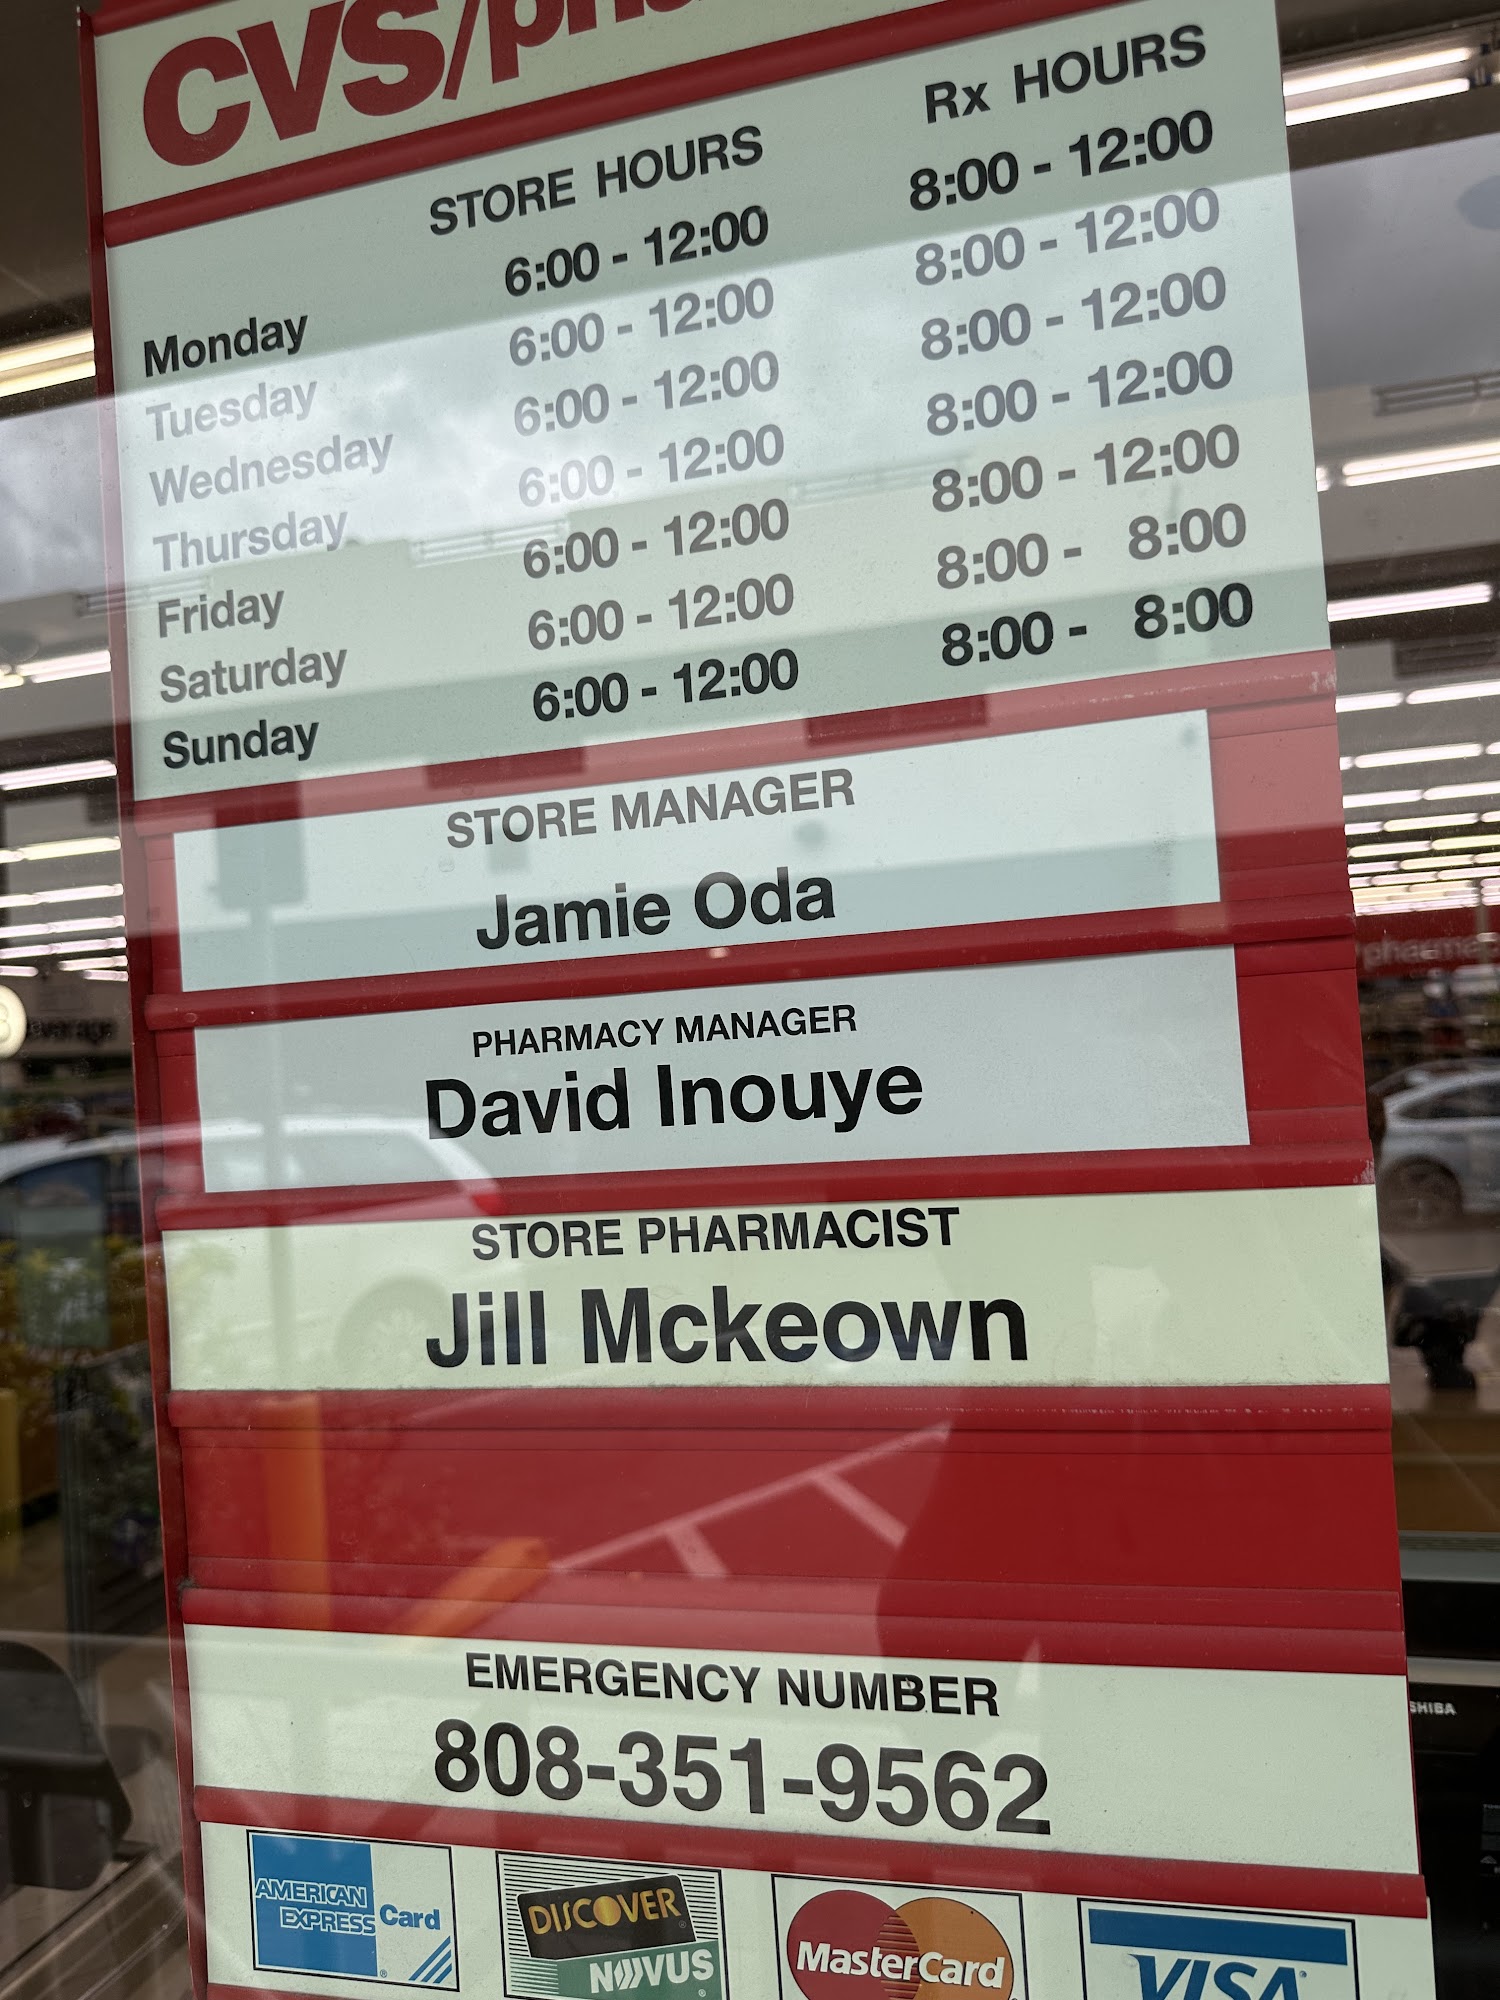 CVS/pha
STORE HOURS Rx HOURS
Monday 6:00 - 12:00 8:00 - 12:00
Tuesday 6:00 - 12:00 8:00 - 12:00
Wednesday 6:00 - 12:00 8:00 - 12:00
Thursday 6:00 - 12:00 8:00 - 12:00
Friday 6:00 - 12:00 8:00 - 12:00
Saturday 6:00 - 12:00 8:00 - 8:00
Sunday 6:00 - 12:00 8:00 - 8:00
STORE MANAGER
Jamie Oda
PHARMACY MANAGER
David Inouye
STORE PHARMACIST
Jill Mckeown
EMERGENCY NUMBER
808-351-9562
AMERICAN
EXPRESS Card
DISCOVER
NOVUS
MasterCard
VISA
pharma
SHIBA